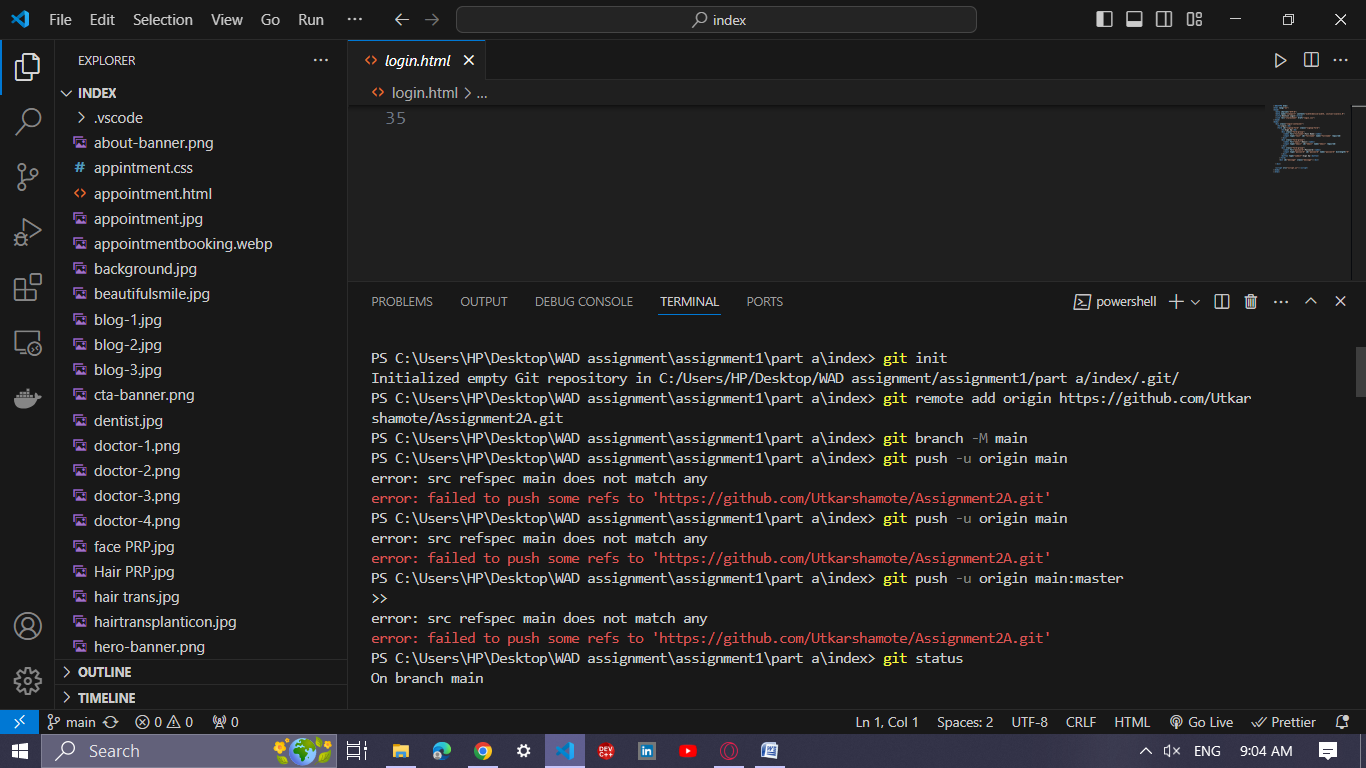 File Edit Selection View Go Run ··· index
EXPLORER ···
INDEX
.vscode
about-banner.png
# appintment.css
<> appointment.html
appointment.jpg
appointmentbooking.webp
background.jpg
beautifulsmile.jpg
blog-1.jpg
blog-2.jpg
blog-3.jpg
cta-banner.png
dentist.jpg
doctor-1.png
doctor-2.png
doctor-3.png
doctor-4.png
face PRP.jpg
Hair PRP.jpg
hair trans.jpg
hairtransplanticon.jpg
hero-banner.png
OUTLINE
TIMELINE
<> login.html
<> login.html > ...
35
PROBLEMS OUTPUT DEBUG CONSOLE TERMINAL PORTS powershell
PS C:\Users\HP\Desktop\WAD assignment\assignment1\part a\index> git init
Initialized empty Git repository in C:/Users/HP/Desktop/WAD assignment/assignment1/part a/index/.git/
PS C:\Users\HP\Desktop\WAD assignment\assignment1\part a\index> git remote add origin https://github.com/Utkar
shamote/Assignment2A.git
PS C:\Users\HP\Desktop\WAD assignment\assignment1\part a\index> git branch -M main
PS C:\Users\HP\Desktop\WAD assignment\assignment1\part a\index> git push -u origin main
error: src refspec main does not match any
error: failed to push some refs to 'https://github.com/Utkarshamote/Assignment2A.git'
PS C:\Users\HP\Desktop\WAD assignment\assignment1\part a\index> git push -u origin main
error: src refspec main does not match any
error: failed to push some refs to 'https://github.com/Utkarshamote/Assignment2A.git'
PS C:\Users\HP\Desktop\WAD assignment\assignment1\part a\index> git push -u origin main:master
>>
error: src refspec main does not match any
error: failed to push some refs to 'https://github.com/Utkarshamote/Assignment2A.git'
PS C:\Users\HP\Desktop\WAD assignment\assignment1\part a\index> git status
On branch main
main 0 0 0 Ln 1, Col 1 Spaces: 2 UTF-8 CRLF HTML Go Live Prettier
Search DEV C++ in ENG 9:04 AM